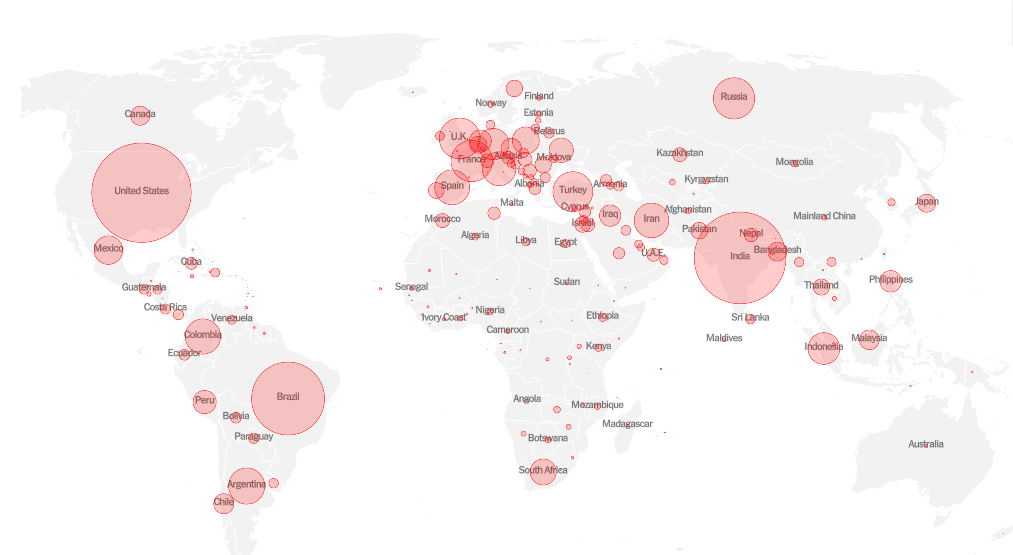 Finland
Norway
Canada
Estonia
Russia
U.K.
Belarus
Austria
Moldova
Kazakhstan
France
Mongolia
Kyrgyzstan
Spain
Albania
Armenia
United States
Turkey
Malta
Cyprus
Afghanistan
Japan
Morocco
Israel
Iraq
Iran
Mainland China
Pakistan
Nepal
Algeria
Libya
Egypt
Mexico
U.A.E.
India
Bangladesh
Cuba
Senegal
Sudan
Philippines
Guatemala
Thailand
Costa Rica
Nigeria
Venezuela
Ivory Coast
Ethiopia
Sri Lanka
Cameroon
Colombia
Maldives
Malaysia
Ecuador
Kenya
Indonesia
Brazil
Peru
Angola
Mozambique
Bolivia
Madagascar
Paraguay
Botswana
Australia
South Africa
Argentina
Chile